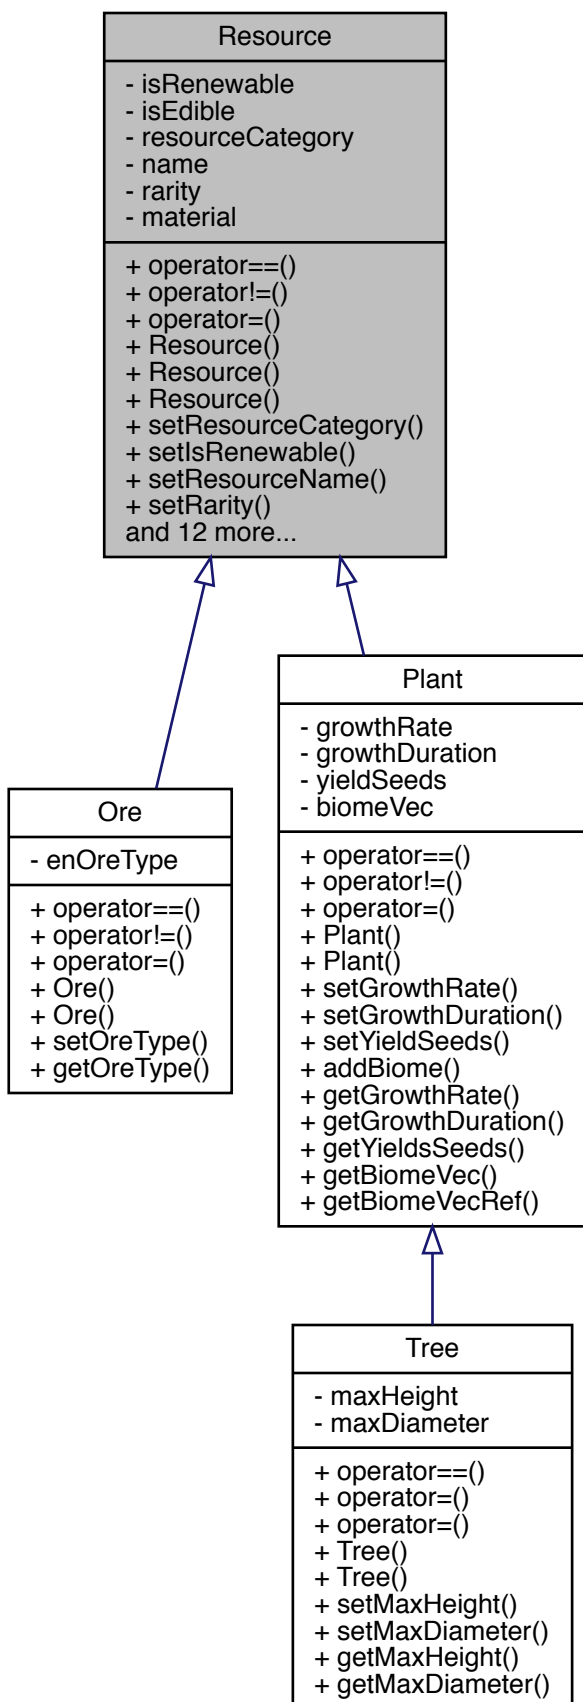 Resource
- isRenewable
- isEdible
- resourceCategory
- name
- rarity
- material
+ operator==()
+ operator!=()
+ operator=()
+ Resource()
+ Resource()
+ Resource()
+ setResourceCategory()
+ setIsRenewable()
+ setResourceName()
+ setRarity()
and 12 more...
Ore
- enOreType
+ operator==()
+ operator!=()
+ operator=()
+ Ore()
+ Ore()
+ setOreType()
+ getOreType()
Plant
- growthRate
- growthDuration
- yieldSeeds
- biomeVec
+ operator==()
+ operator!=()
+ operator=()
+ Plant()
+ Plant()
+ setGrowthRate()
+ setGrowthDuration()
+ setYieldSeeds()
+ addBiome()
+ getGrowthRate()
+ getGrowthDuration()
+ getYieldsSeeds()
+ getBiomeVec()
+ getBiomeVecRef()
Tree
- maxHeight
- maxDiameter
+ operator==()
+ operator=()
+ operator=()
+ Tree()
+ Tree()
+ setMaxHeight()
+ setMaxDiameter()
+ getMaxHeight()
+ getMaxDiameter()